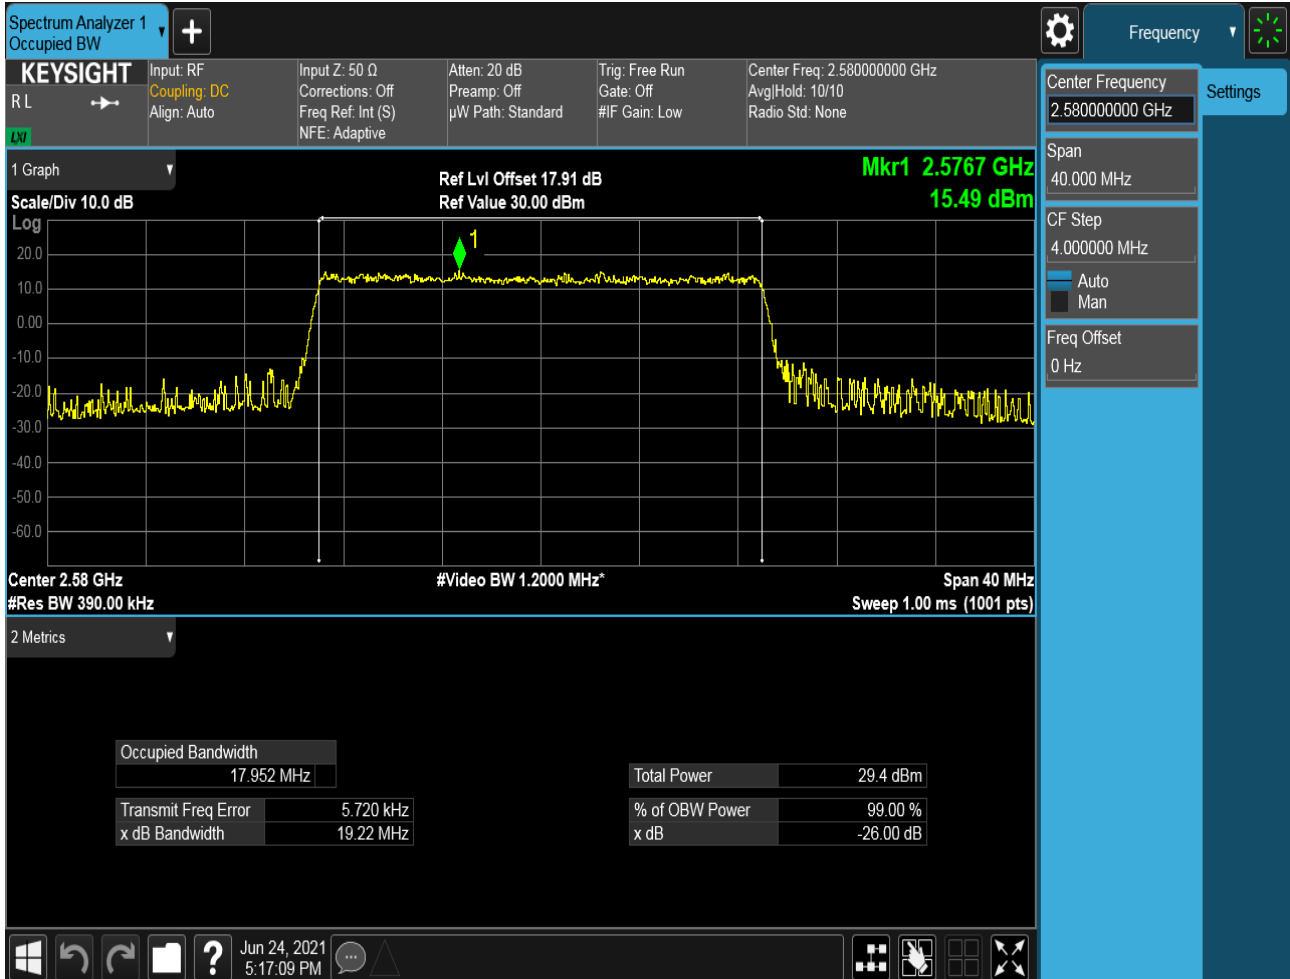 Spectrum Analyzer 1
Occupied BW
+
Frequency
KEYSIGHT
R L
LXI
Input: RF
Coupling: DC
Align: Auto
Input Z: 50 Ω
Corrections: Off
Freq Ref: Int (S)
NFE: Adaptive
Atten: 20 dB
Preamp: Off
µW Path: Standard
Trig: Free Run
Gate: Off
#IF Gain: Low
Center Freq: 2.580000000 GHz
Avg|Hold: 10/10
Radio Std: None
Center Frequency
2.580000000 GHz
Settings
Span
40.000 MHz
CF Step
4.000000 MHz
Auto
Man
Freq Offset
0 Hz
1 Graph
Scale/Div 10.0 dB
Ref Lvl Offset 17.91 dB
Ref Value 30.00 dBm
Mkr1 2.5767 GHz
15.49 dBm
Log
1
20.0
10.0
0.00
-10.0
-20.0
-30.0
-40.0
-50.0
-60.0
Center 2.58 GHz
#Video BW 1.2000 MHz*
Span 40 MHz
#Res BW 390.00 kHz
Sweep 1.00 ms (1001 pts)
2 Metrics
Occupied Bandwidth
17.952 MHz
Total Power 29.4 dBm
Transmit Freq Error 5.720 kHz
% of OBW Power 99.00 %
x dB Bandwidth 19.22 MHz
x dB -26.00 dB
?
Jun 24, 2021
5:17:09 PM